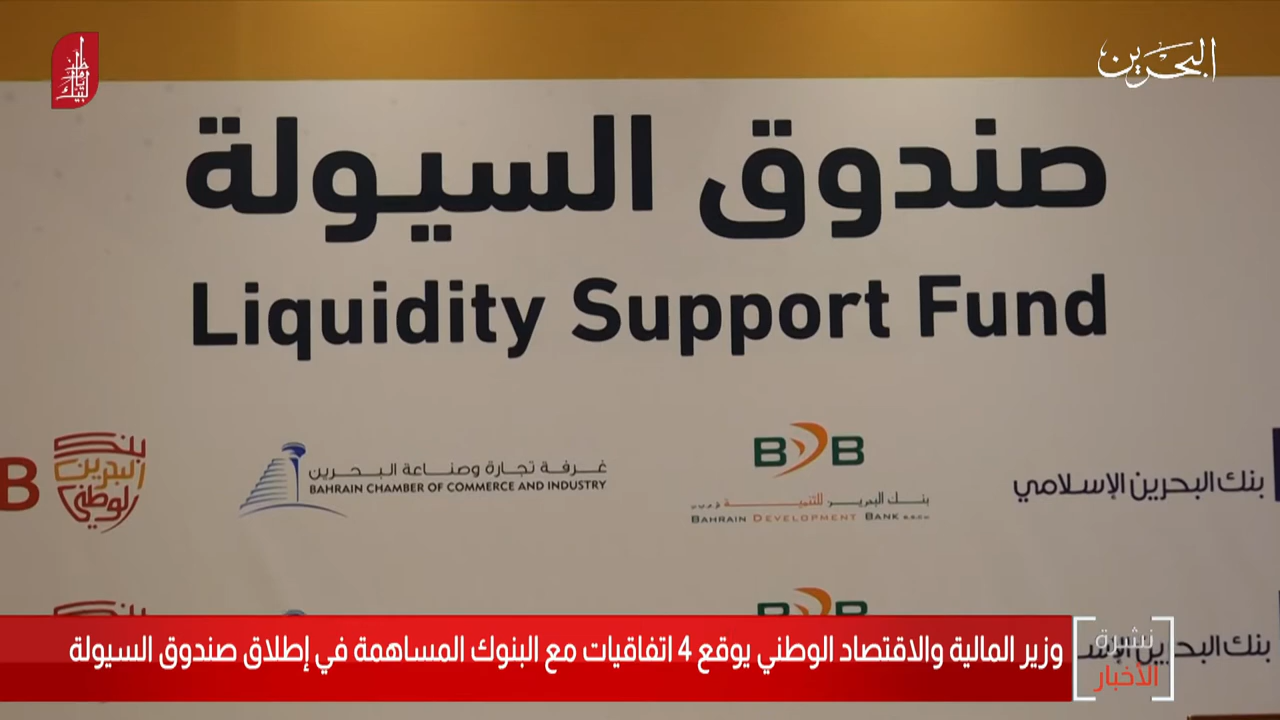 البحرين
صندوق السيولة
Liquidity Support Fund
B
بنك البحرين الوطني
غرفة تجارة وصناعة البحرين
BAHRAIN CHAMBER OF COMMERCE AND INDUSTRY
BDB
بنك البحرين للتنمية
BAHRAIN DEVELOPMENT BANK
بنك البحرين الإسلامي
نشرة
الأخبار
وزير المالية والاقتصاد الوطني يوقع 4 اتفاقيات مع البنوك المساهمة في إطلاق صندوق السيولة